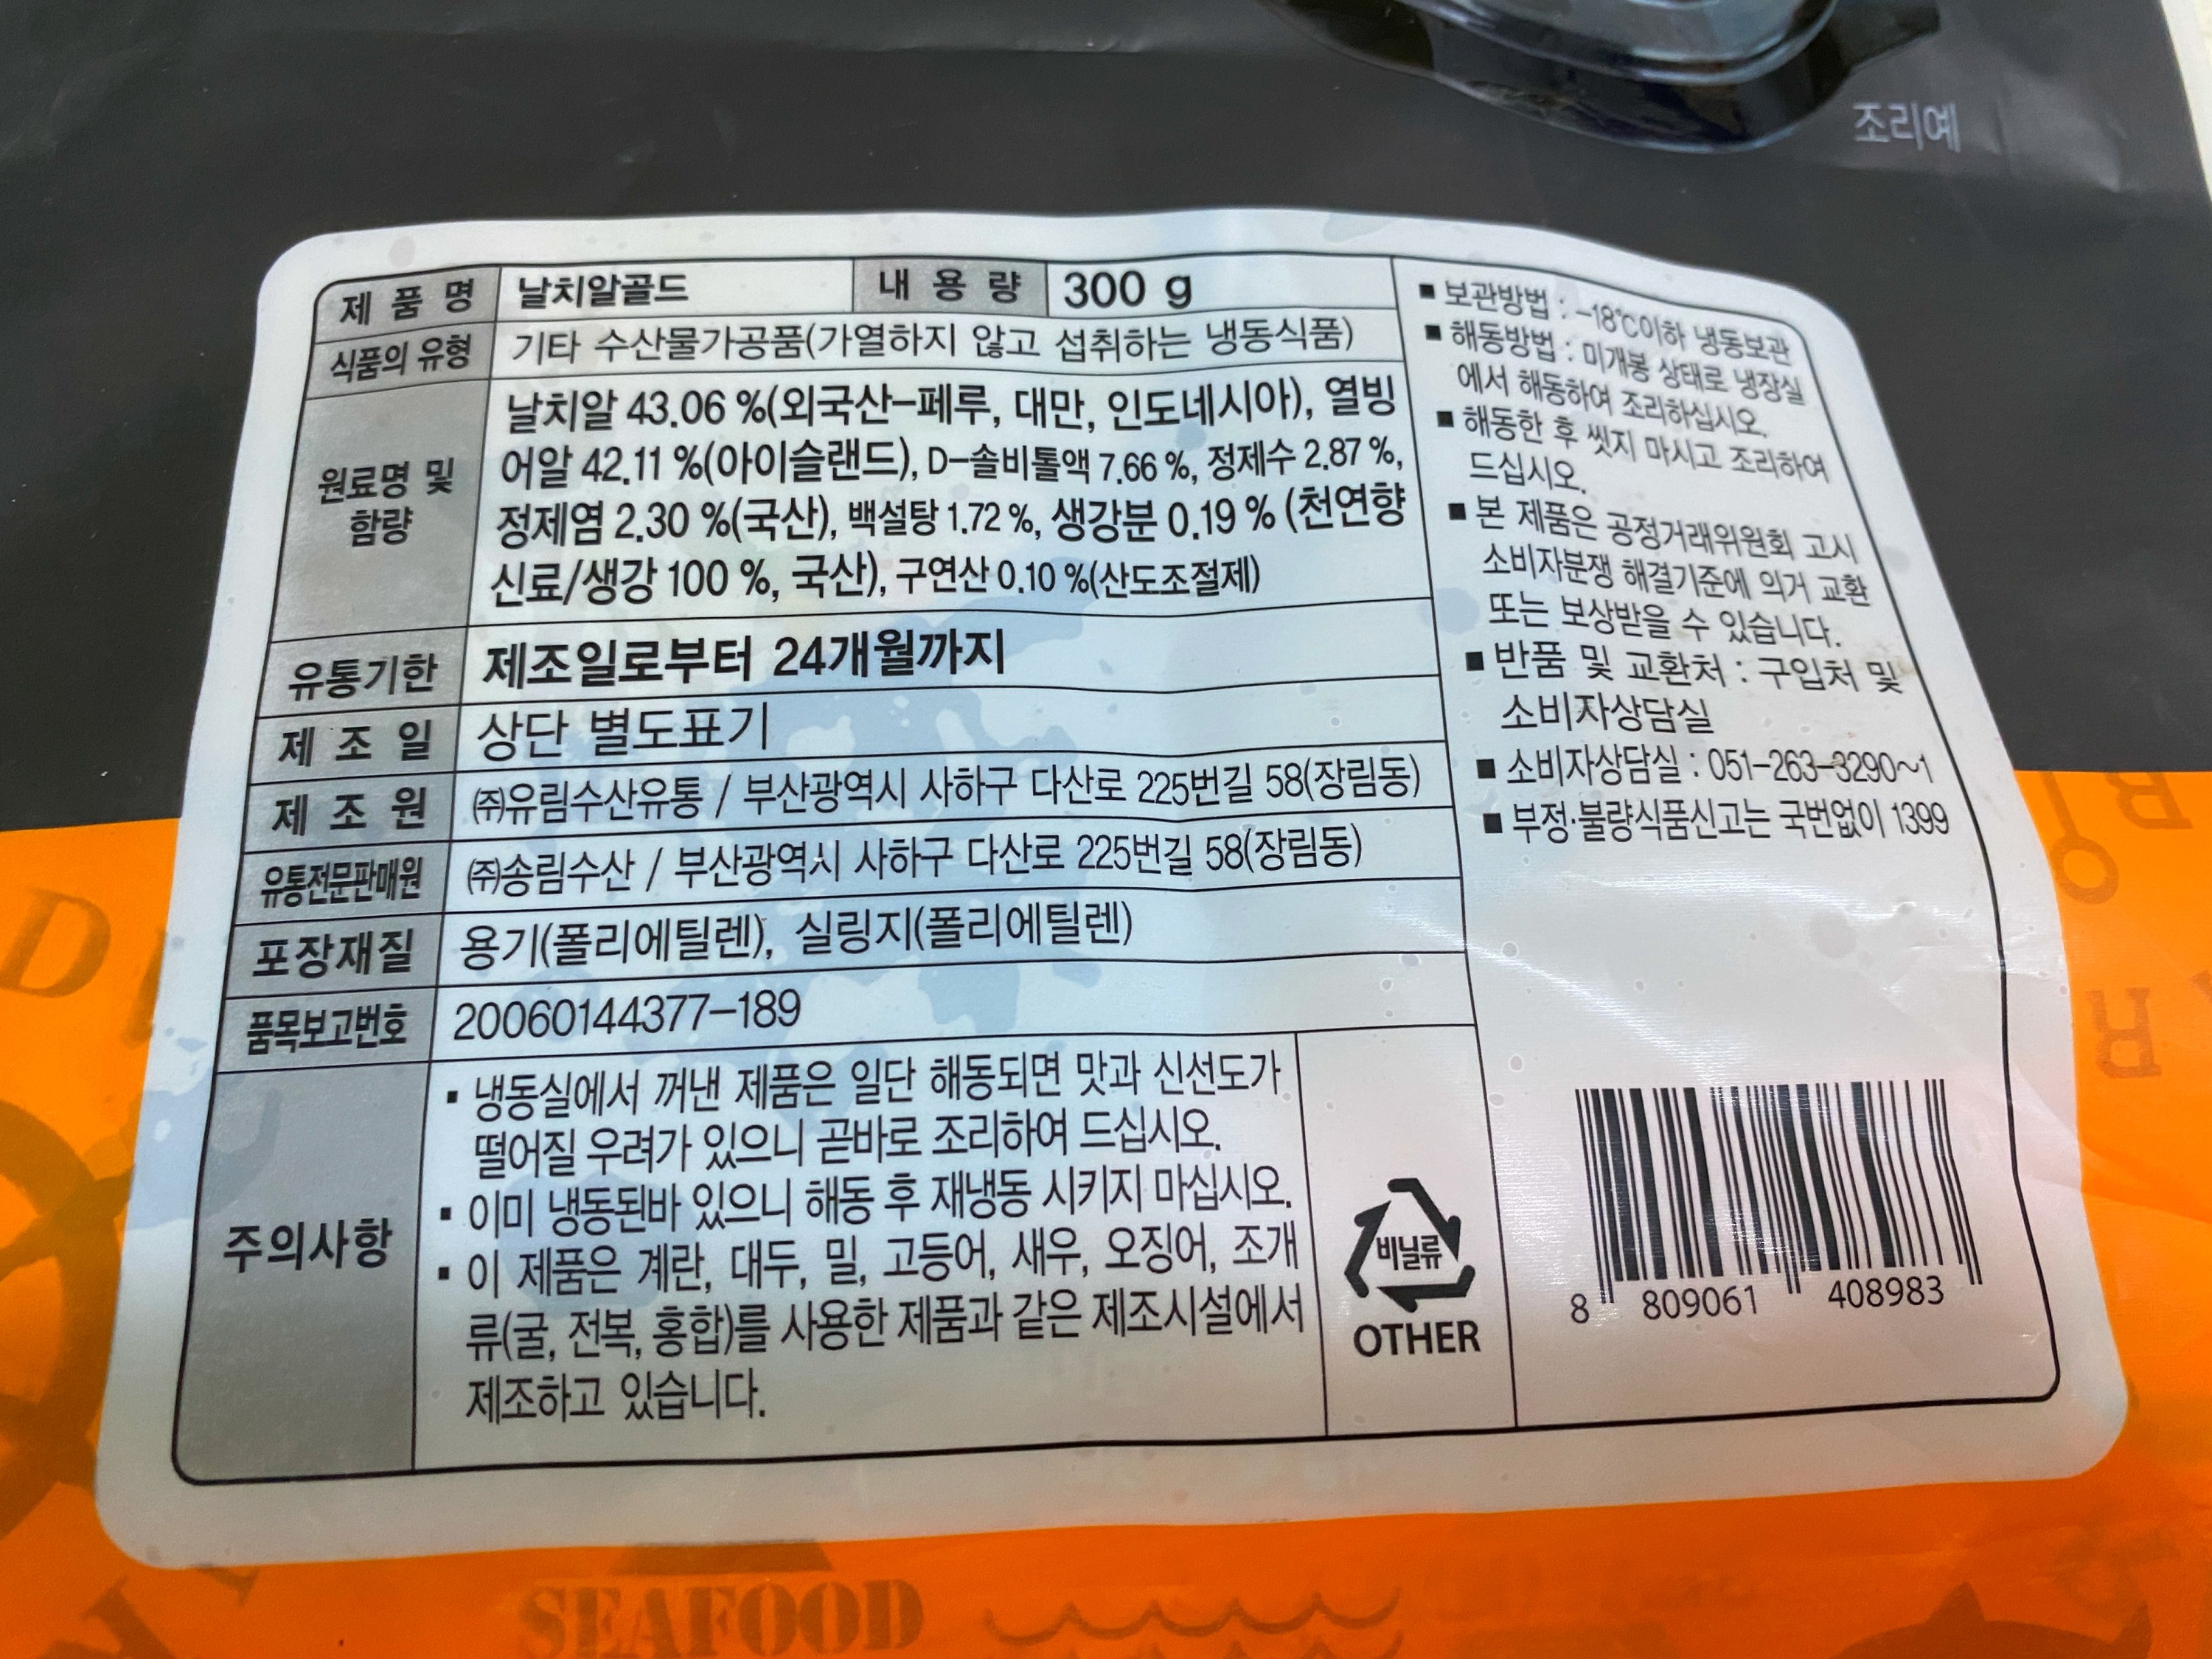 조리예
제 품 명 날치알골드 내 용 량 300 g
식품의 유형 기타 수산물가공품(가열하지 않고 섭취하는 냉동식품)
원료명 및
함량
날치알 43.06 %(외국산-페루, 대만, 인도네시아), 열빙
어알 42.11 %(아이슬랜드), D-솔비톨액 7.66 %, 정제수 2.87 %,
정제염 2.30 %(국산), 백설탕 1.72 %, 생강분 0.19 % (천연향
신료/생강 100 %, 국산), 구연산 0.10 %(산도조절제)
유통기한 제조일로부터 24개월까지
제 조 일 상단 별도표기
제 조 원 ㈜유림수산유통 / 부산광역시 사하구 다산로 225번길 58(장림동)
유통전문판매원 ㈜송림수산 / 부산광역시 사하구 다산로 225번길 58(장림동)
포장재질 용기(폴리에틸렌), 실링지(폴리에틸렌)
품목보고번호 20060144377-189
주의사항
▪ 냉동실에서 꺼낸 제품은 일단 해동되면 맛과 신선도가
떨어질 우려가 있으니 곧바로 조리하여 드십시오.
▪ 이미 냉동된바 있으니 해동 후 재냉동 시키지 마십시오.
▪ 이 제품은 계란, 대두, 밀, 고등어, 새우, 오징어, 조개
류(굴, 전복, 홍합)를 사용한 제품과 같은 제조시설에서
제조하고 있습니다.
비닐류
OTHER
■ 보관방법 : -18℃이하 냉동보관
■ 해동방법 : 미개봉 상태로 냉장실
에서 해동하여 조리하십시오.
■ 해동한 후 씻지 마시고 조리하여
드십시오.
■ 본 제품은 공정거래위원회 고시
소비자분쟁 해결기준에 의거 교환
또는 보상받을 수 있습니다.
■ 반품 및 교환처 : 구입처 및
소비자상담실
■ 소비자상담실 : 051-263-3290~1
■ 부정·불량식품신고는 국번없이 1399
8 809061 408983
SEAFOOD